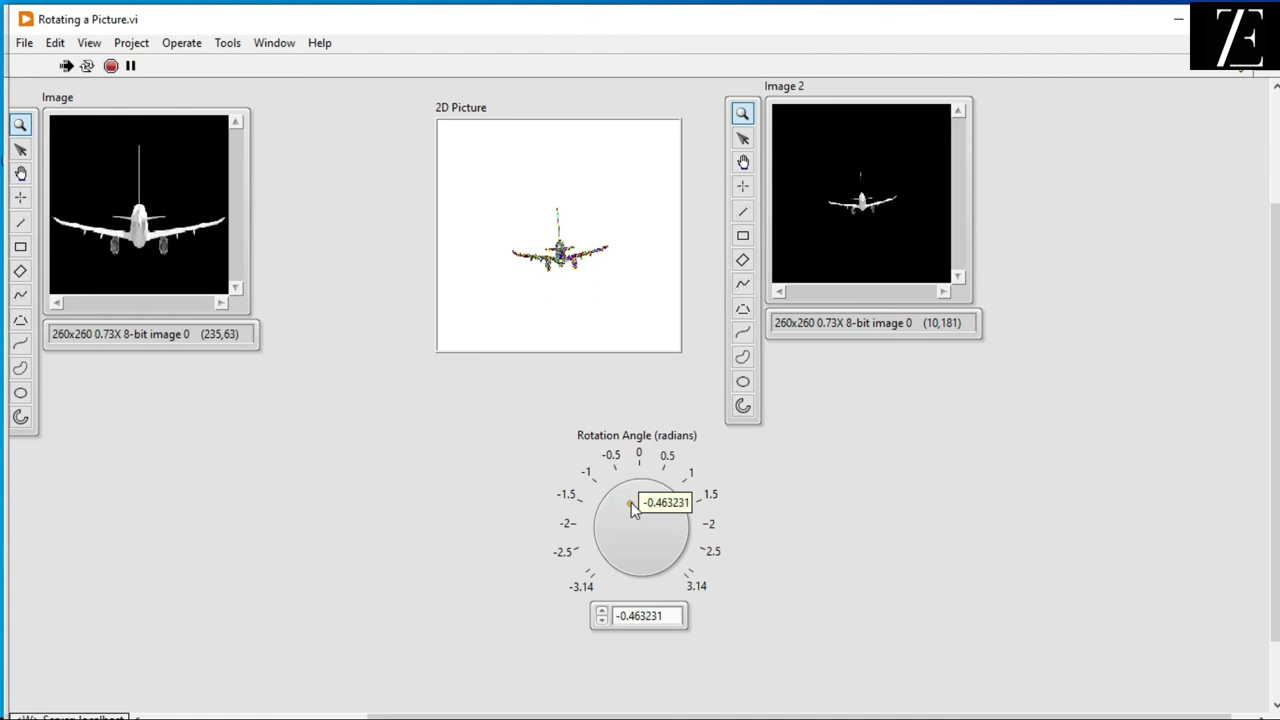 Rotating a Picture.vi
File Edit View Project Operate Tools Window Help
ZE
Image
2D Picture
Image 2
260x260 0.73X 8-bit image 0 (235,63)
260x260 0.73X 8-bit image 0 (10,181)
Rotation Angle (radians)
-0.5 0 0.5
-1 1
-1.5 1.5
-2 2
-2.5 2.5
-3.14 3.14
-0.463231
-0.463231